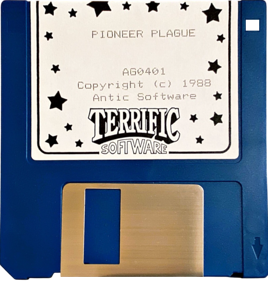 PIONEER PLAGUE
AG0401
Copyright (c) 1988
Antic Software
TERRIFIC
SOFTWARE